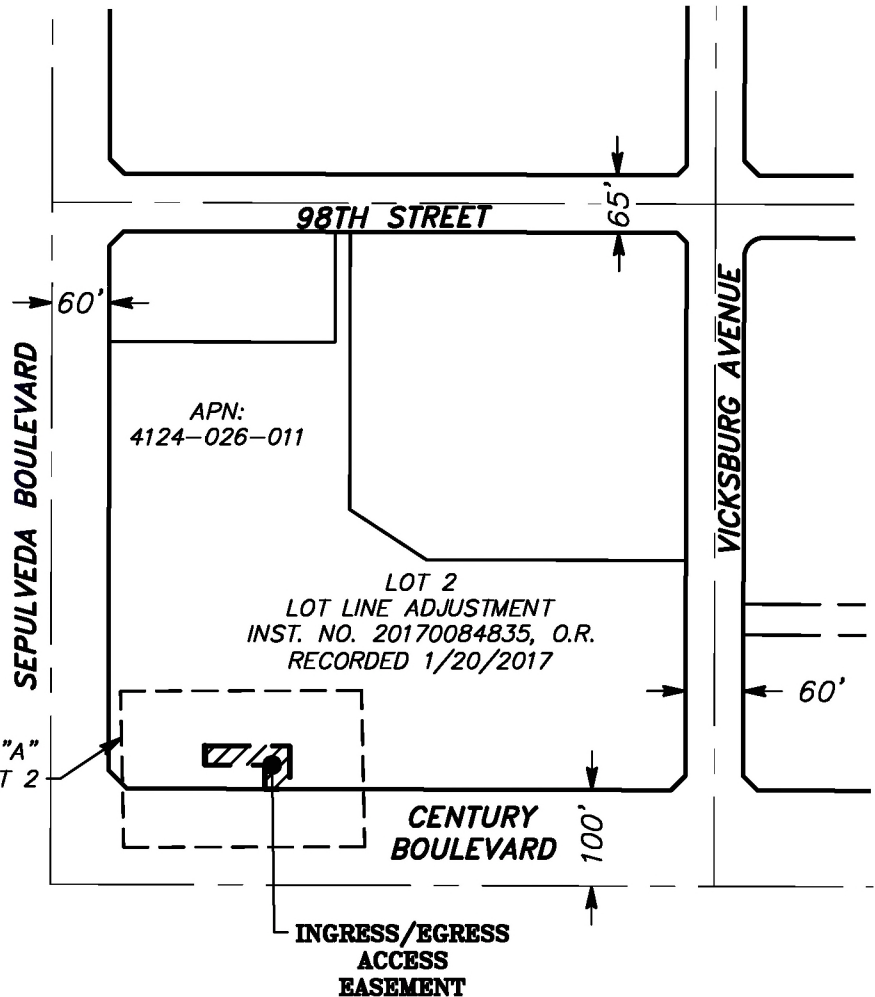 98TH STREET
65'
60'
SEPULVEDA BOULEVARD
APN:
4124-026-011
VICKSBURG AVENUE
LOT 2
LOT LINE ADJUSTMENT
INST. NO. 20170084835, O.R.
RECORDED 1/20/2017
60'
"A"
T 2
CENTURY
BOULEVARD
100'
INGRESS/EGRESS
ACCESS
EASEMENT